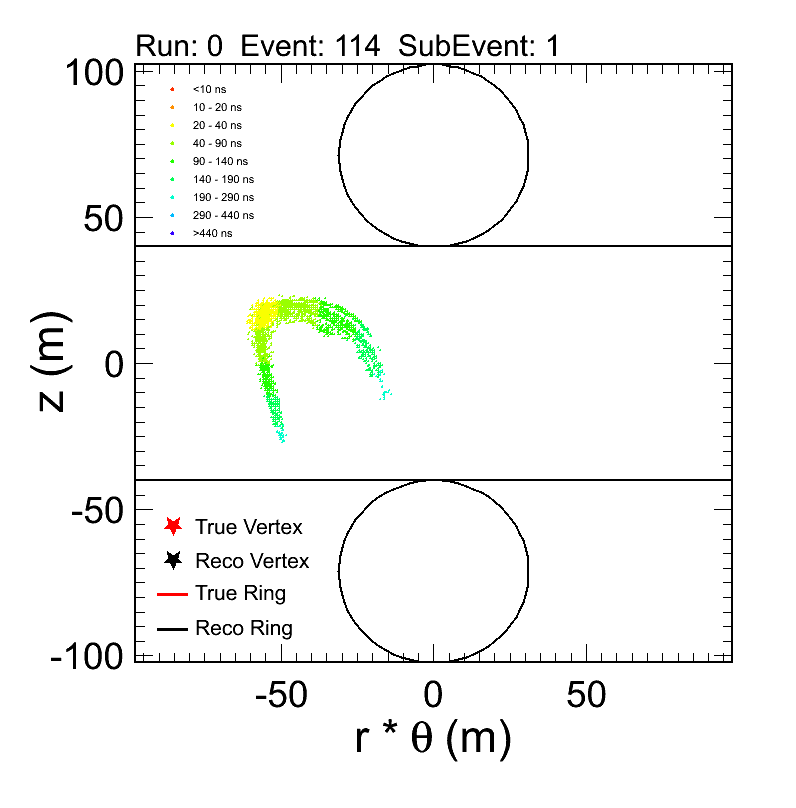 Run: 0  Event: 114  SubEvent: 1
100
<10 ns
10 - 20 ns
20 - 40 ns
40 - 90 ns
90 - 140 ns
140 - 190 ns
190 - 290 ns
290 - 440 ns
>440 ns
50
z (m)
0
-50
True Vertex
Reco Vertex
True Ring
Reco Ring
-100
-50 0 50
r * θ (m)